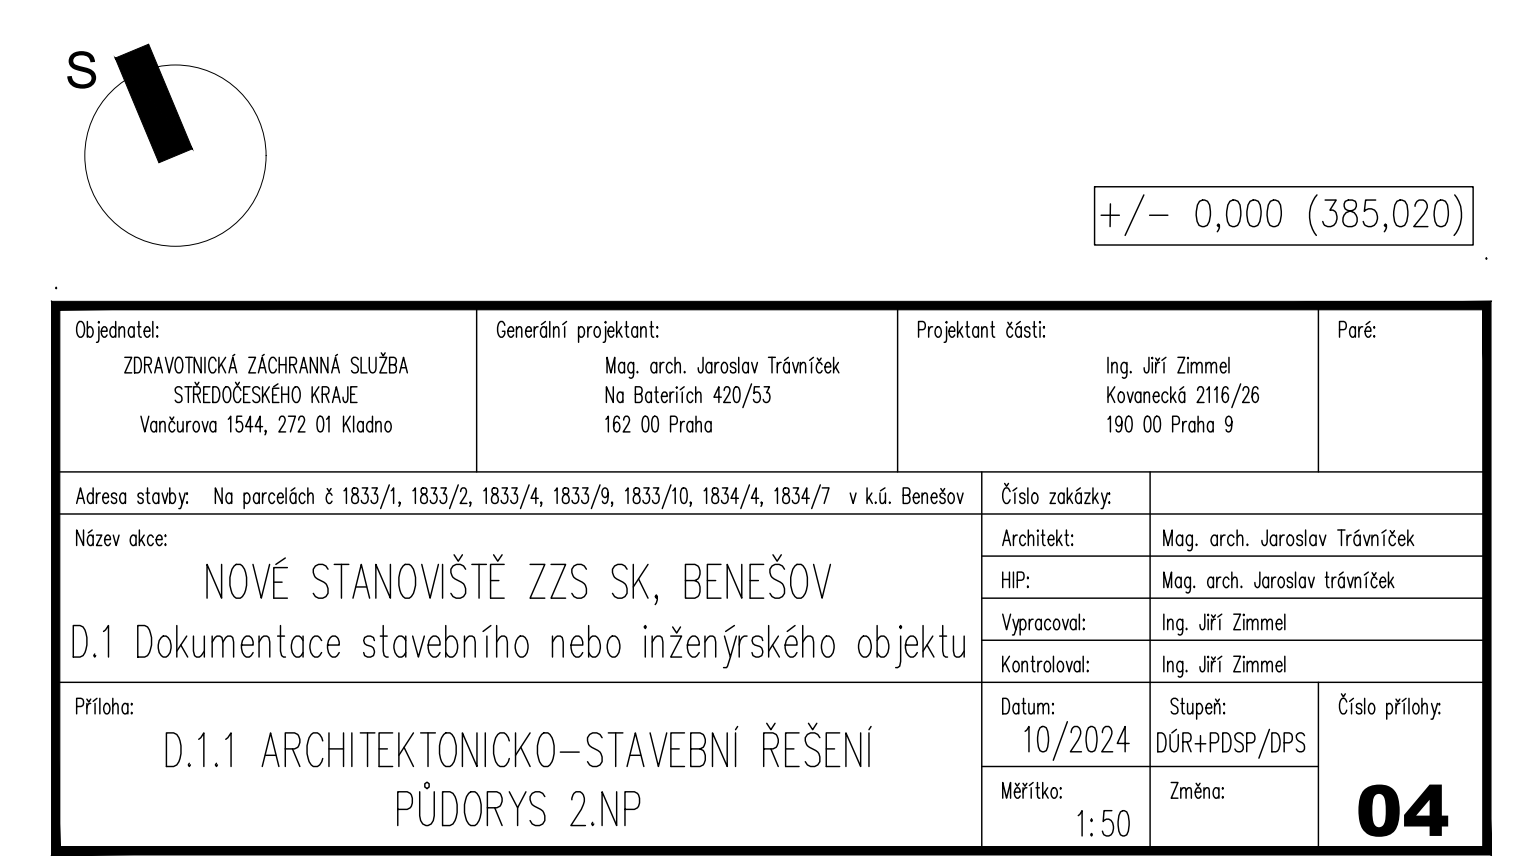 S
+/- 0,000 (385,020)
Objednatel:
ZDRAVOTNICKÁ ZÁCHRANNÁ SLUŽBA
STŘEDOČESKÉHO KRAJE
Vančurova 1544, 272 01 Kladno
Generální projektant:
Mag. arch. Jaroslav Trávníček
Na Bateriích 420/53
162 00 Praha
Projektant části:
Ing. Jiří Zimmel
Kovanecká 2116/26
190 00 Praha 9
Paré:
Adresa stavby: Na parcelách č 1833/1, 1833/2, 1833/4, 1833/9, 1833/10, 1834/4, 1834/7 v k.ú. Benešov
Číslo zakázky:
Název akce:
NOVÉ STANOVIŠTĚ ZZS SK, BENEŠOV
D.1 Dokumentace stavebního nebo inženýrského objektu
Architekt: Mag. arch. Jaroslav Trávníček
HIP: Mag. arch. Jaroslav trávníček
Vypracoval: Ing. Jiří Zimmel
Kontroloval: Ing. Jiří Zimmel
Příloha:
D.1.1 ARCHITEKTONICKO-STAVEBNÍ ŘEŠENÍ
PŮDORYS 2.NP
Datum:
10/2024
Stupeň:
DÚR+PDSP/DPS
Měřítko:
1:50
Změna:
Číslo přílohy:
04